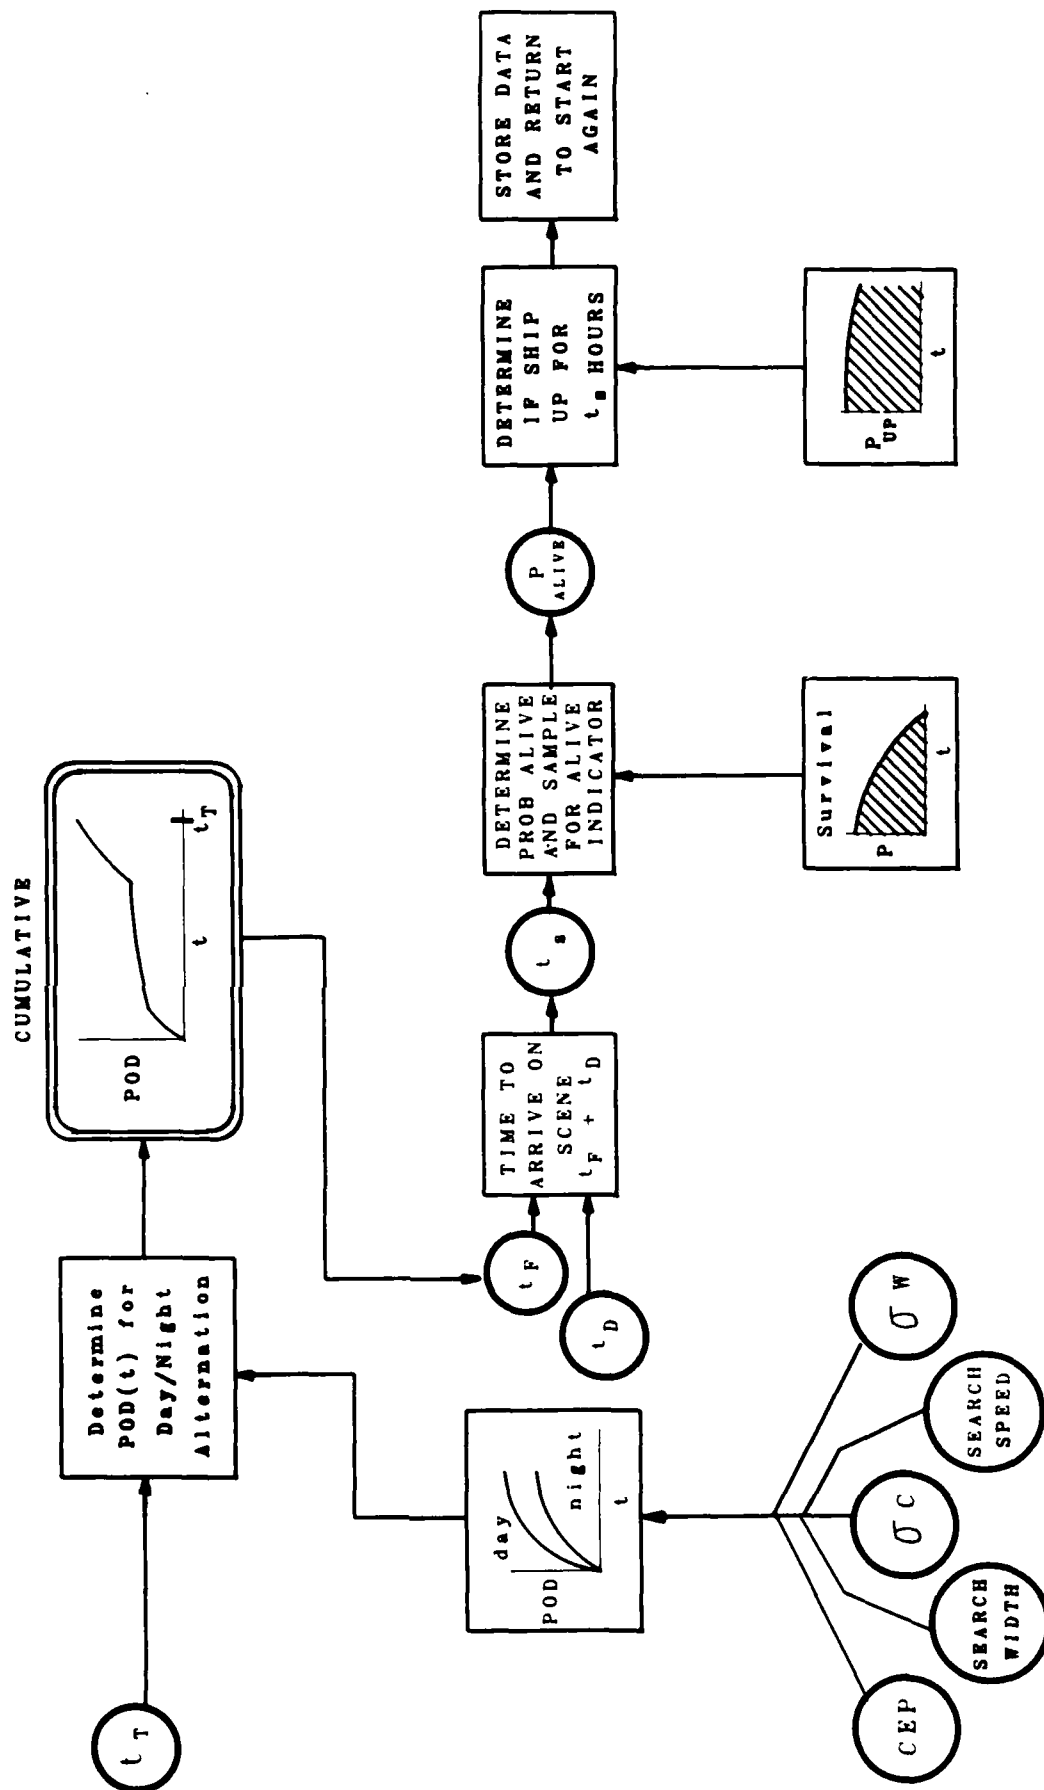 CUMULATIVE
POD
t
t_T
t_T
Determine
POD(t) for
Day/Night
Alternation
day
night
POD
t
CEP
SEARCH
WIDTH
σ C
SEARCH
SPEED
σ W
t_F
t_D
TIME TO
ARRIVE ON
SCENE
t_F + t_D
t_s
DETERMINE
PROB ALIVE
AND SAMPLE
FOR ALIVE
INDICATOR
Survival
P
t
P
ALIVE
DETERMINE
IF SHIP
UP FOR
t_s HOURS
P_UP
t
STORE DATA
AND RETURN
TO START
AGAIN